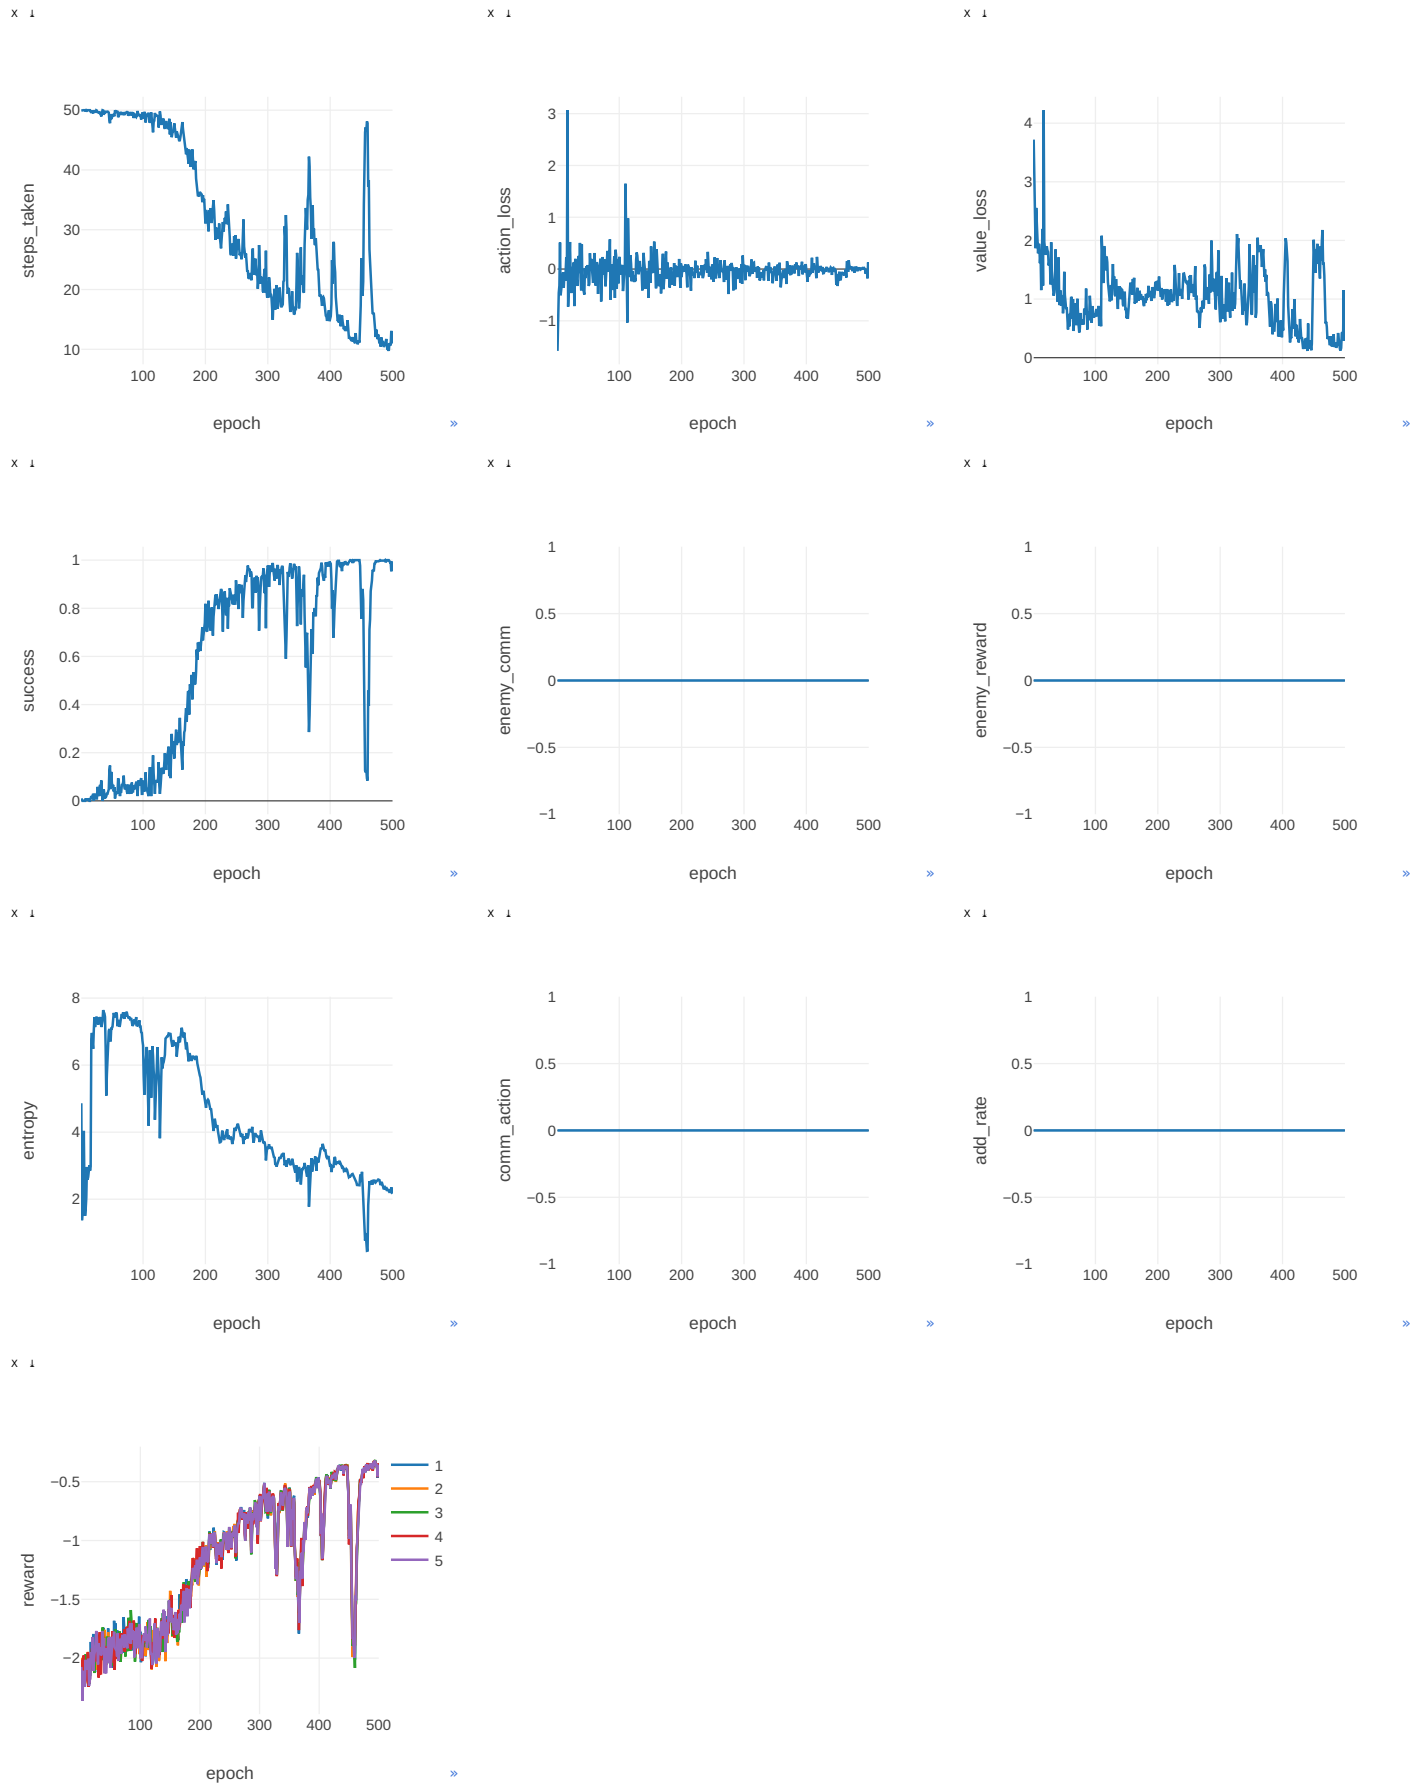 X ⤓
X ⤓
X ⤓
steps_taken
50
40
30
20
10
100 200 300 400 500
epoch
»
action_loss
3
2
1
0
−1
100 200 300 400 500
epoch
»
value_loss
4
3
2
1
0
100 200 300 400 500
epoch
»
X ⤓
X ⤓
X ⤓
success
1
0.8
0.6
0.4
0.2
0
100 200 300 400 500
epoch
»
enemy_comm
1
0.5
0
−0.5
−1
100 200 300 400 500
epoch
»
enemy_reward
1
0.5
0
−0.5
−1
100 200 300 400 500
epoch
»
X ⤓
X ⤓
X ⤓
entropy
8
6
4
2
100 200 300 400 500
epoch
»
comm_action
1
0.5
0
−0.5
−1
100 200 300 400 500
epoch
»
add_rate
1
0.5
0
−0.5
−1
100 200 300 400 500
epoch
»
X ⤓
reward
−0.5
−1
−1.5
−2
100 200 300 400 500
epoch
1
2
3
4
5
»